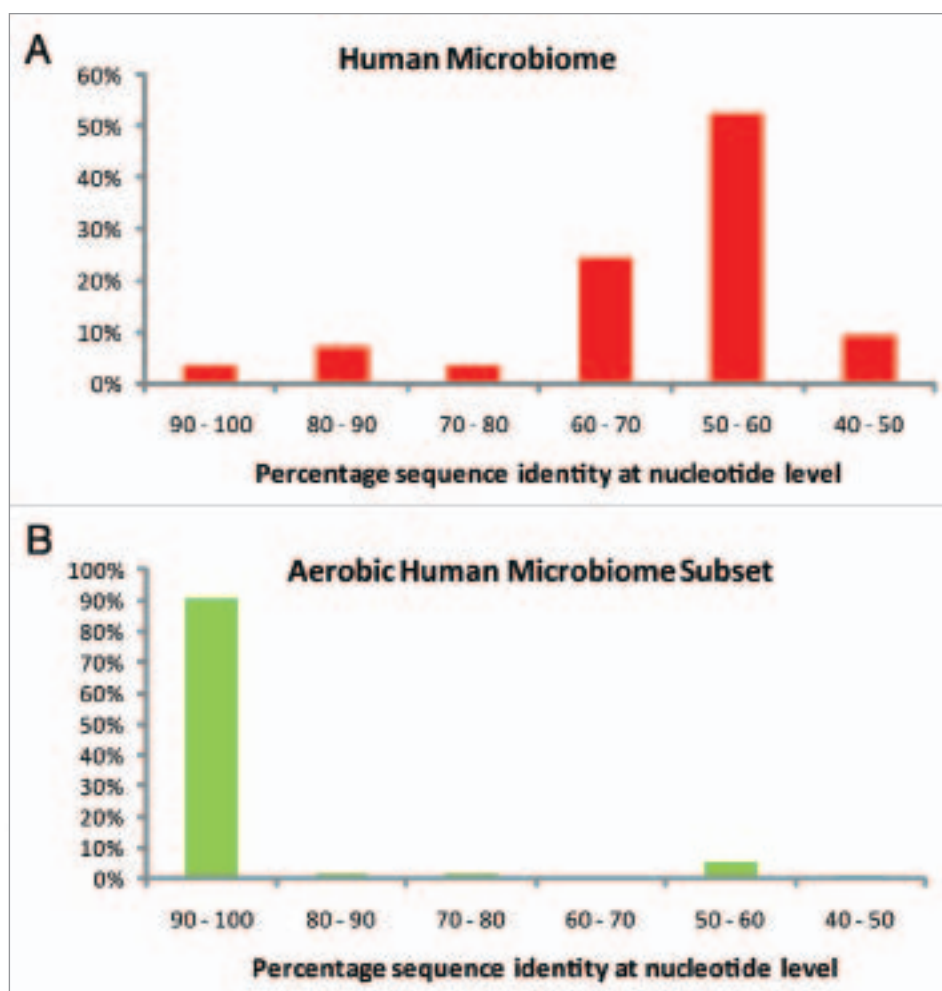 A
Human Microbiome
60%
50%
40%
30%
20%
10%
0%
90 - 100 80 - 90 70 - 80 60 - 70 50 - 60 40 - 50
Percentage sequence identity at nucleotide level
B
Aerobic Human Microbiome Subset
100%
90%
80%
70%
60%
50%
40%
30%
20%
10%
0%
90 - 100 80 - 90 70 - 80 60 - 70 50 - 60 40 - 50
Percentage sequence identity at nucleotide level